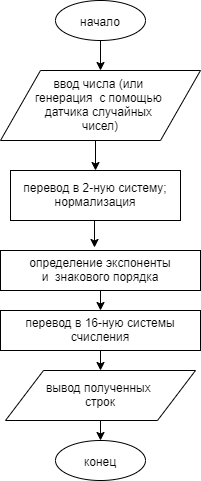 начало
ввод числа (или
генерация с помощью
датчика случайных
чисел)
перевод в 2-ную систему;
нормализация
определение экспоненты
и знакового порядка
перевод в 16-ную системы
счисления
вывод полученных
строк
конец